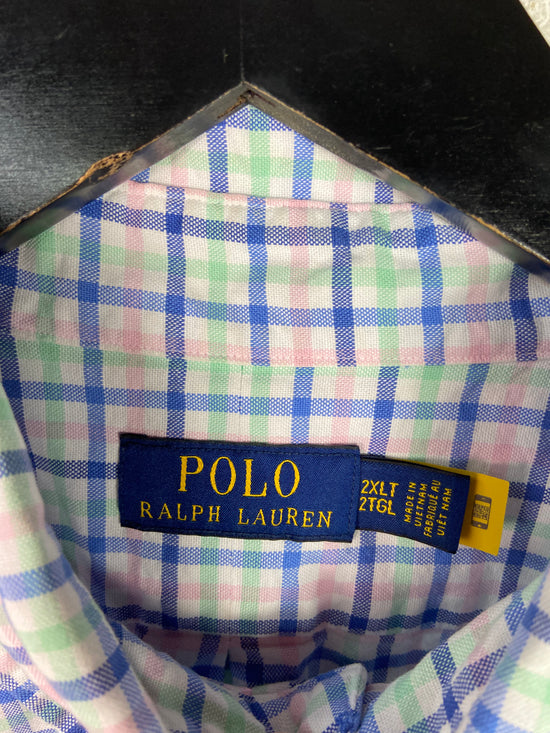 POLO
RALPH LAUREN
2XLT
2TGL
MADE IN
VIETNAM
FABRIQUÉ AU
VIÊT NAM